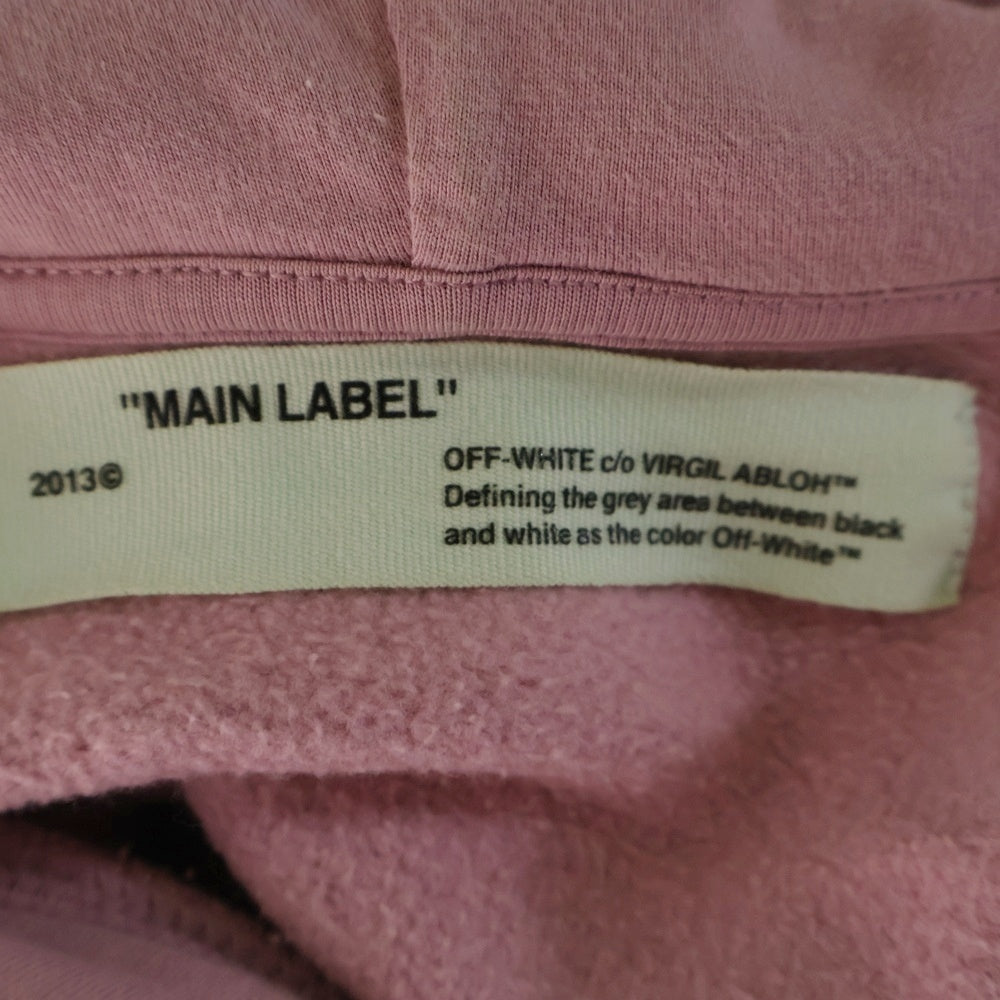 "MAIN LABEL"
2013©
OFF-WHITE c/o VIRGIL ABLOH™
Defining the grey area between black
and white as the color Off-White™